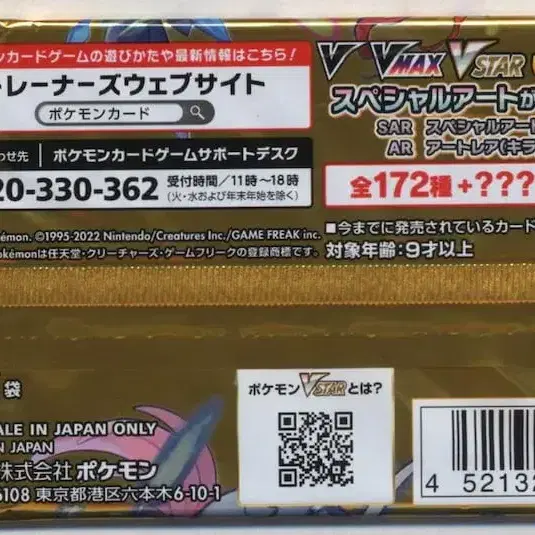 ンカードゲームの遊びかたや最新情報はこちら!
トレーナーズウェブサイト
ポケモンカード
わせ先 ポケモンカードゲームサポートデスク
20-330-362 受付時間/11時~18時
(火・水および年末年始を除く)
émon. ©1995-2022 Nintendo/Creatures Inc./GAME FREAK inc.
okémonは任天堂・クリーチャーズ・ゲームフリークの登録商標です。
V VMAX VSTAR
スペシャルアートが
SAR スペシャルアート
AR アートレア(キラ
全172種+???
■今までに発売されているカード
対象年齢:9才以上
袋
ALE IN JAPAN ONLY
IN JAPAN
株式会社 ポケモン
6108 東京都港区六本木6-10-1
ポケモンVSTARとは?
4 52132